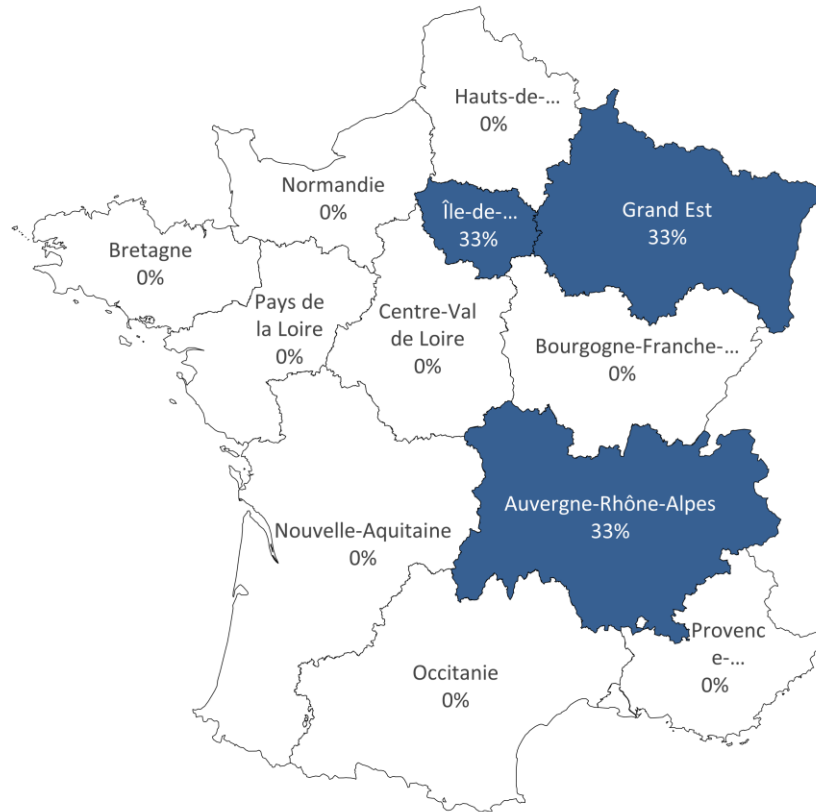 Hauts-de-...
0%
Normandie
0%
Île-de-...
33%
Grand Est
33%
Bretagne
0%
Pays de
la Loire
0%
Centre-Val
de Loire
0%
Bourgogne-Franche-...
0%
Auvergne-Rhône-Alpes
33%
Nouvelle-Aquitaine
0%
Provenc
e-...
0%
Occitanie
0%